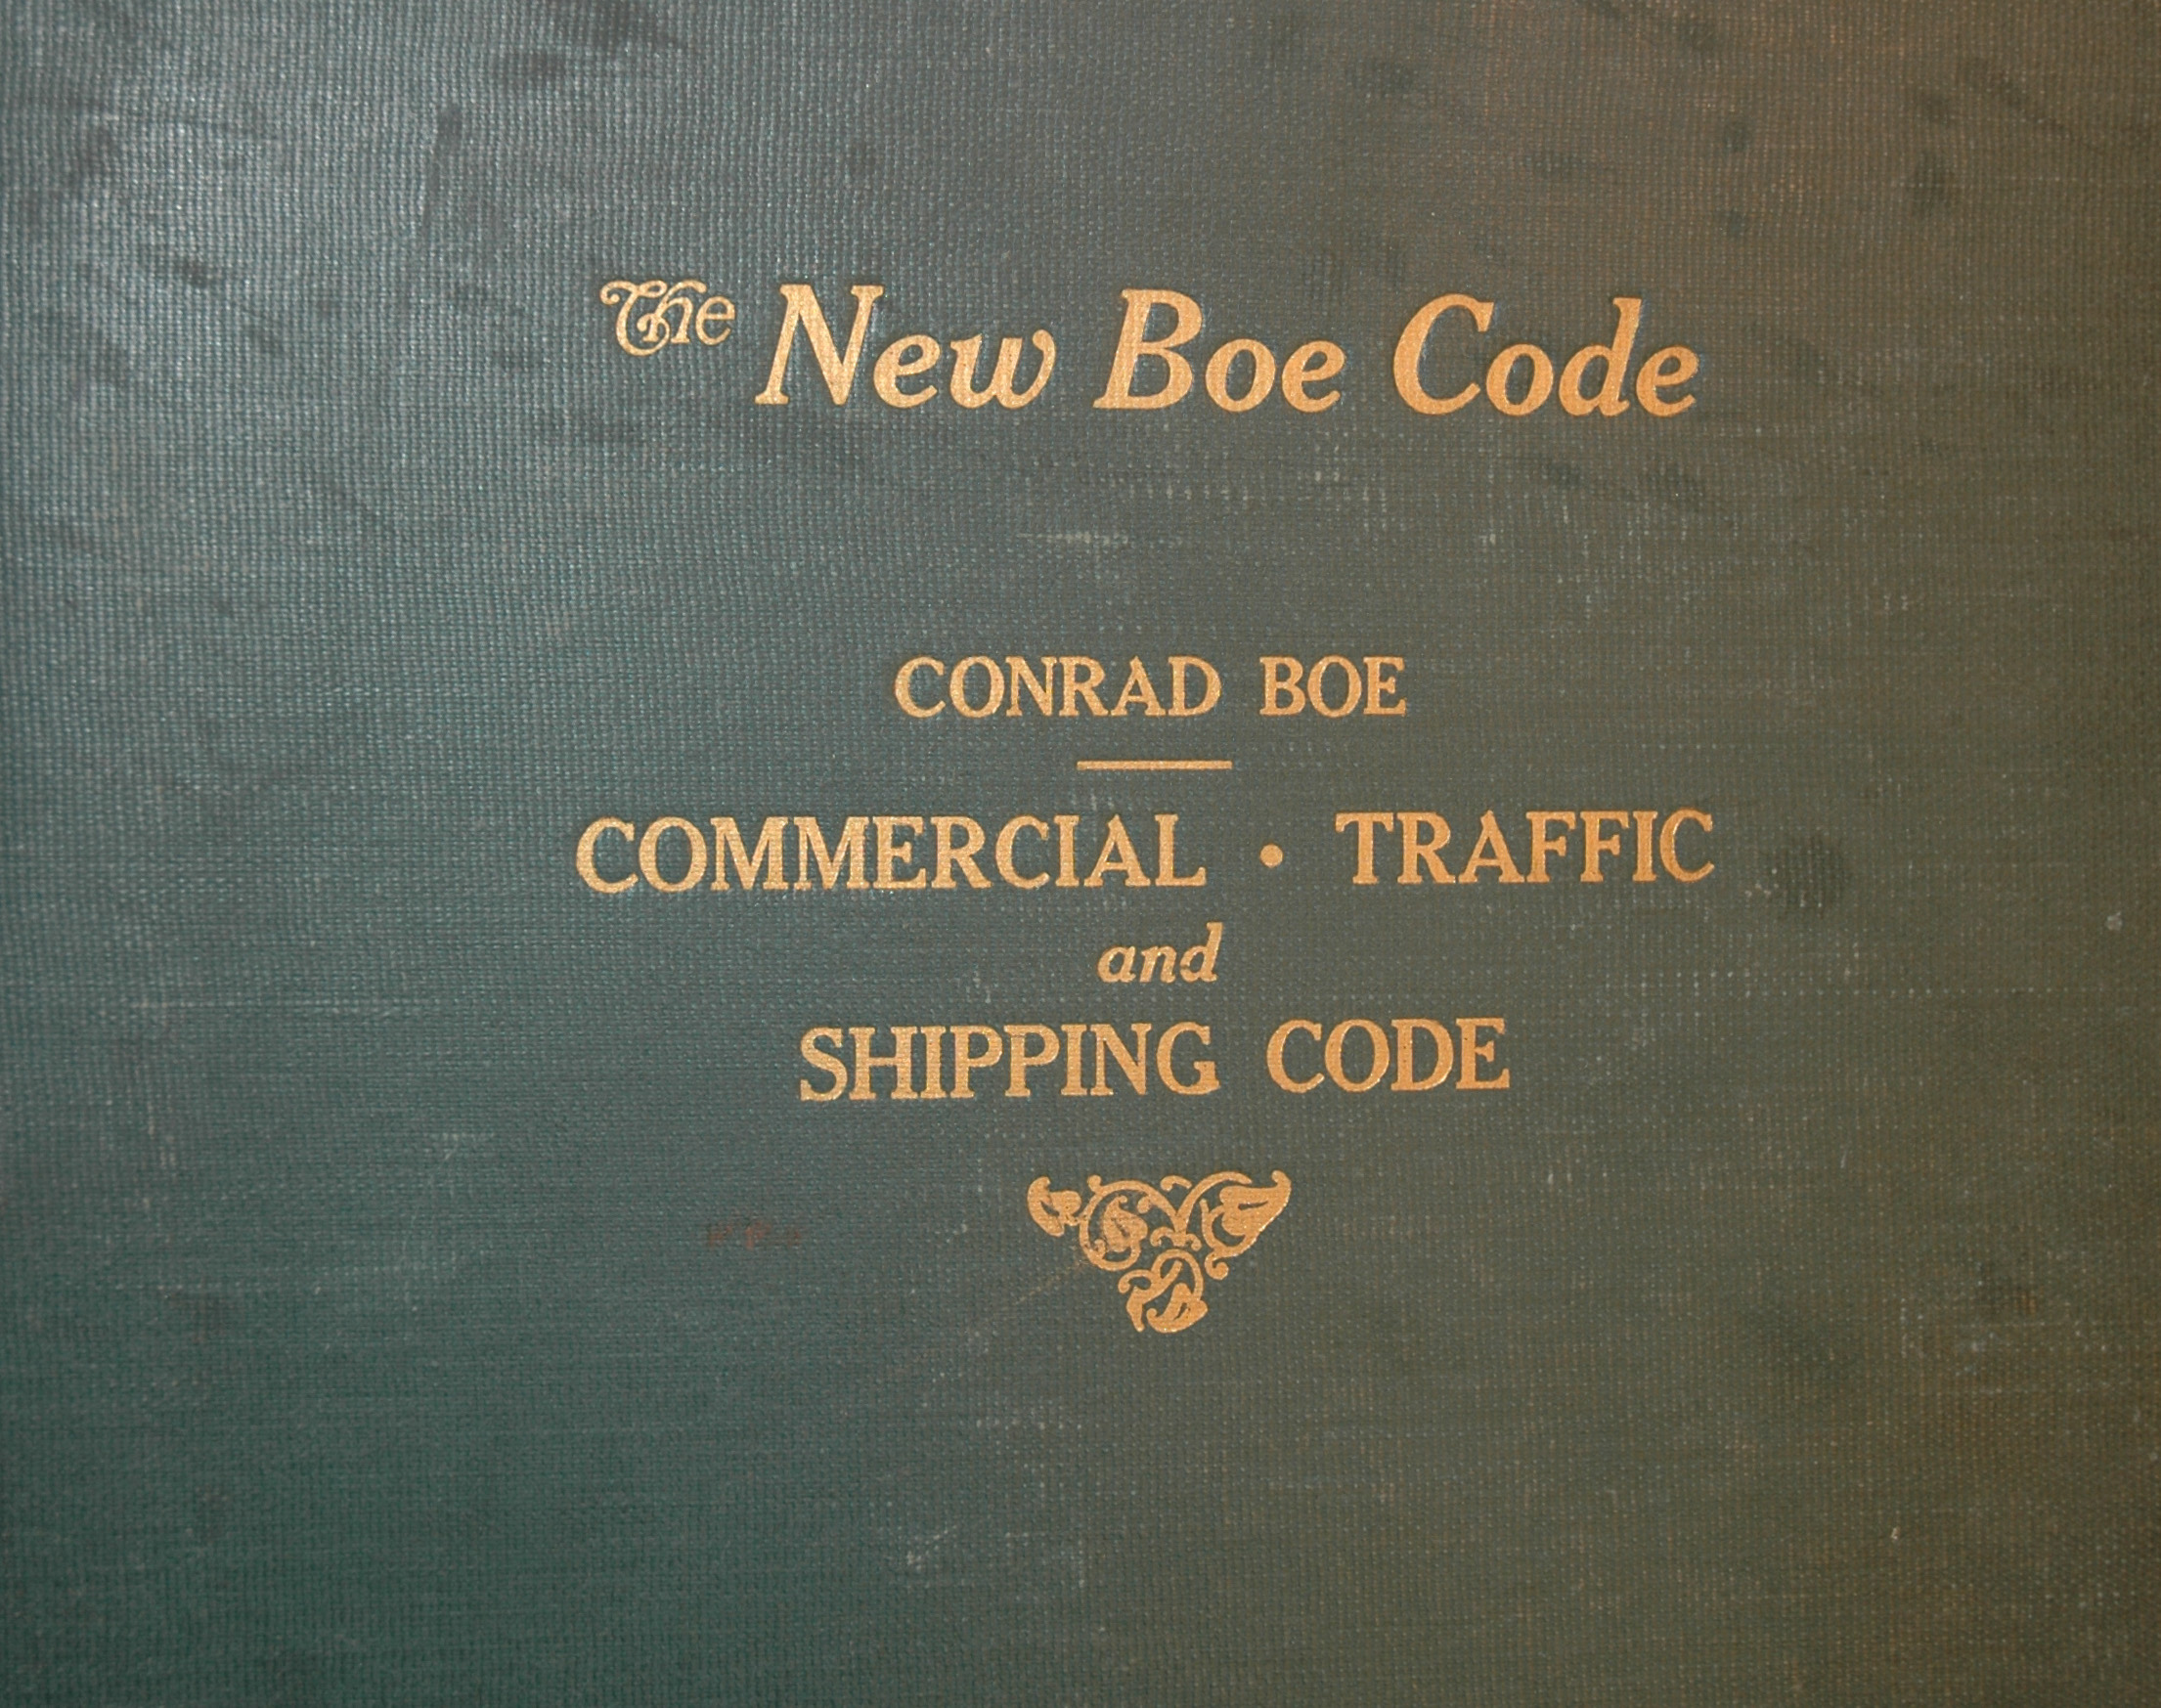 The New Boe Code
CONRAD BOE
COMMERCIAL • TRAFFIC
and
SHIPPING CODE